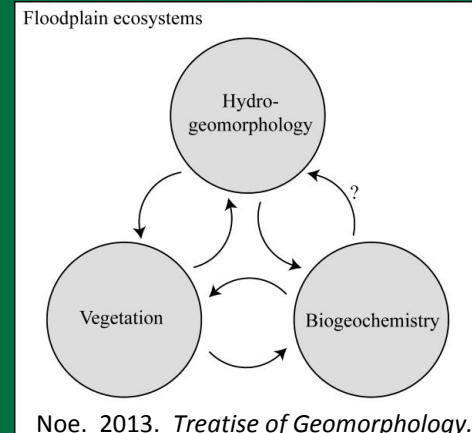 Floodplain ecosystems
Hydro-
geomorphology
?
Vegetation
Biogeochemistry
Noe. 2013. Treatise of Geomorphology.